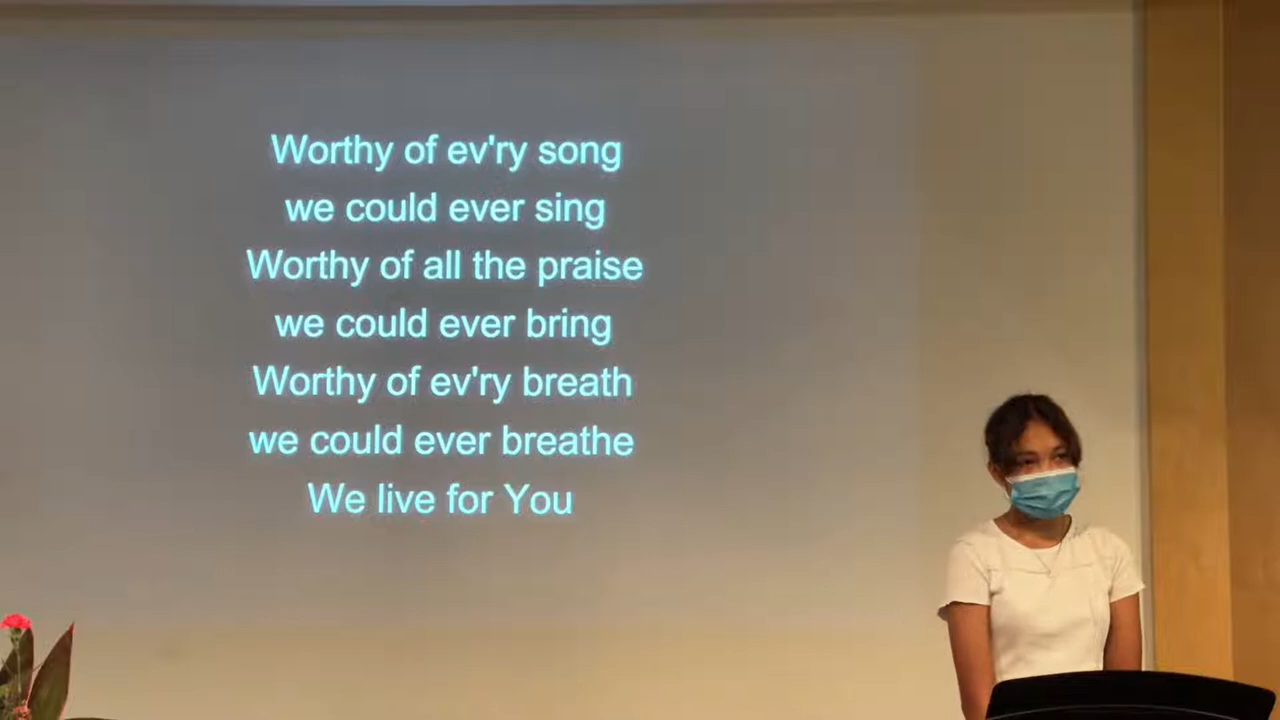 Worthy of ev'ry song
we could ever sing
Worthy of all the praise
we could ever bring
Worthy of ev'ry breath
we could ever breathe
We live for You